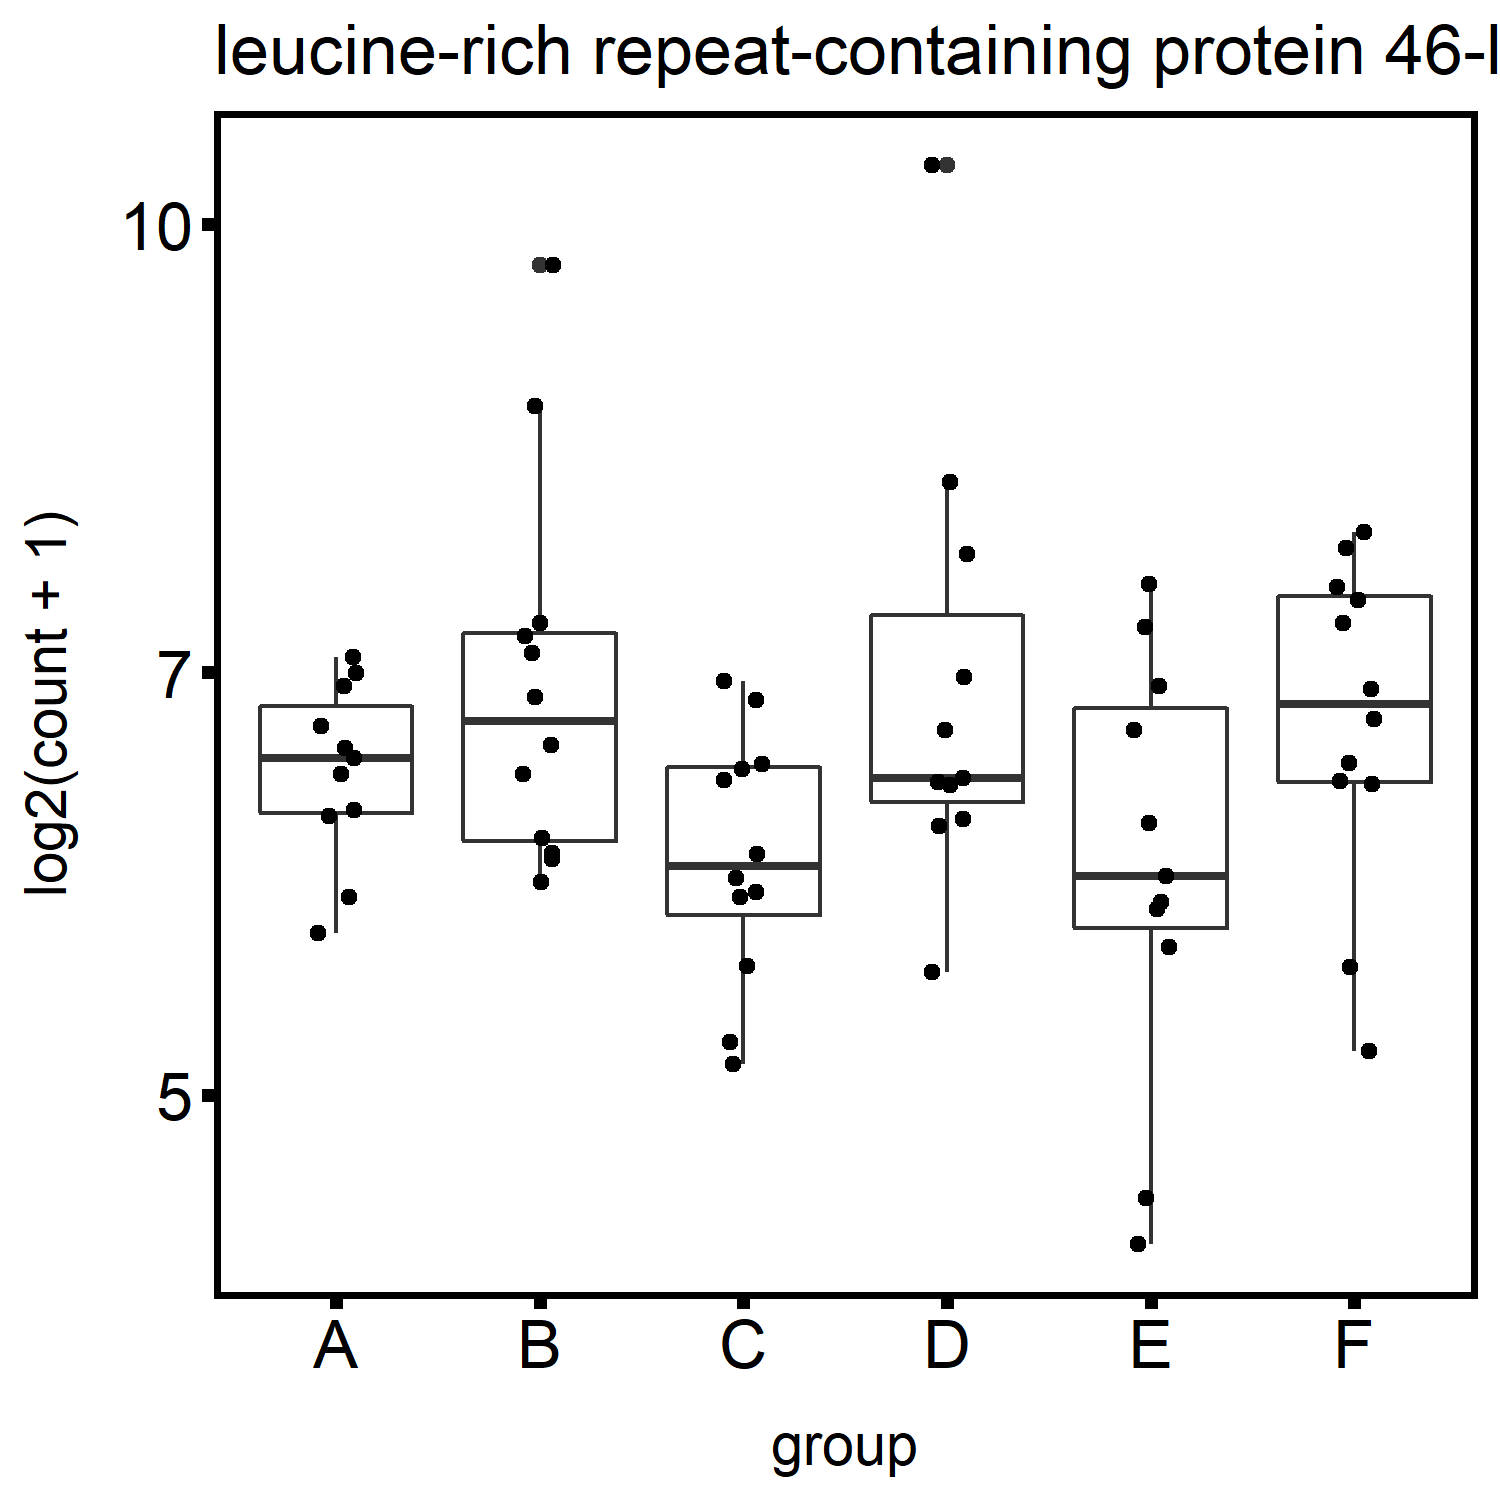 leucine-rich repeat-containing protein 46-l
log2(count + 1)
10
7
5
A B C D E F
group